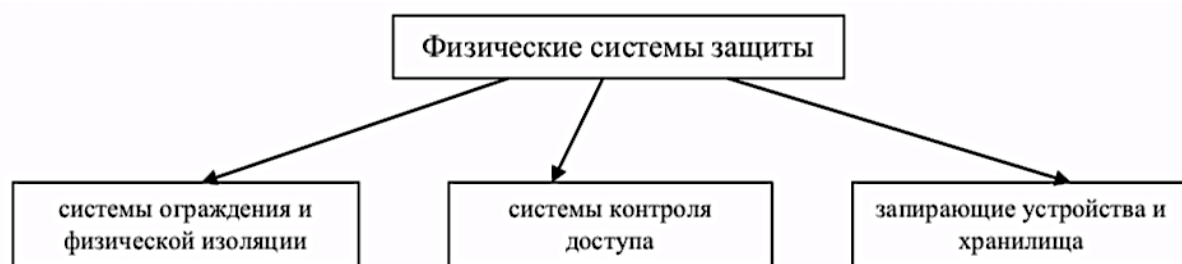 Физические системы защиты
системы ограждения и
физической изоляции
системы контроля
доступа
запирающие устройства и
хранилища